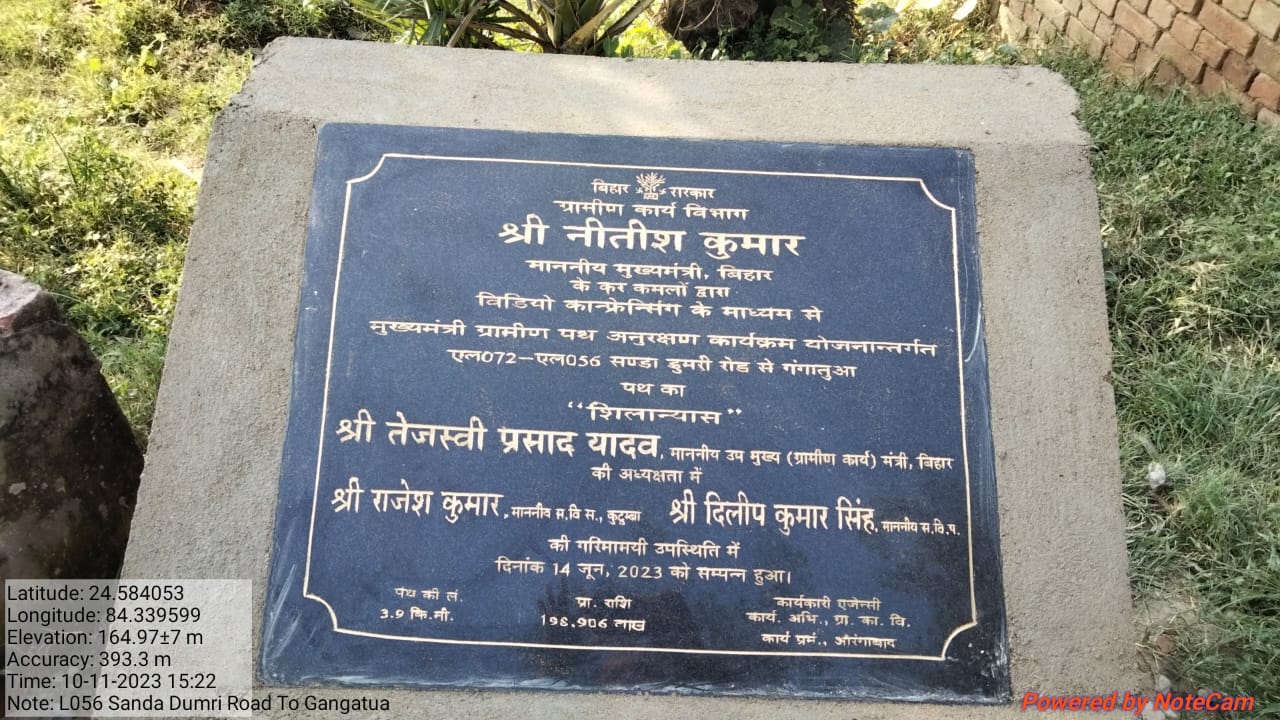 बिहार सरकार
ग्रामीण कार्य विभाग
श्री नीतीश कुमार
माननीय मुख्यमंत्री, बिहार
के कर कमलों द्वारा
विडियो कान्फ्रेन्सिंग के माध्यम से
मुख्यमंत्री ग्रामीण पथ अनुरक्षण कार्यक्रम योजनान्तर्गत
एल072-एल056 सण्डा डुमरी रोड से गंगातुआ
पथ का
“शिलान्यास”
श्री तेजस्वी प्रसाद यादव, माननीय उप मुख्य (ग्रामीण कार्य) मंत्री, बिहार
की अध्यक्षता में
श्री राजेश कुमार, माननीय स.वि स., कुटुम्बा श्री दिलीप कुमार सिंह, माननीय स.वि.प.
की गरिमामयी उपस्थिति में
दिनांक 14 जून, 2023 को सम्पन्न हुआ।
पथ की लं. प्रा. राशि कार्यकारी एजेन्सी
3.9 कि.मी. 198.906 लाख कार्य. अभि., ग्रा. का. वि.
कार्य प्रमं., औरंगाबाद
Latitude: 24.584053
Longitude: 84.339599
Elevation: 164.97±7 m
Accuracy: 393.3 m
Time: 10-11-2023 15:22
Note: L056 Sanda Dumri Road To Gangatua
Powered by NoteCam